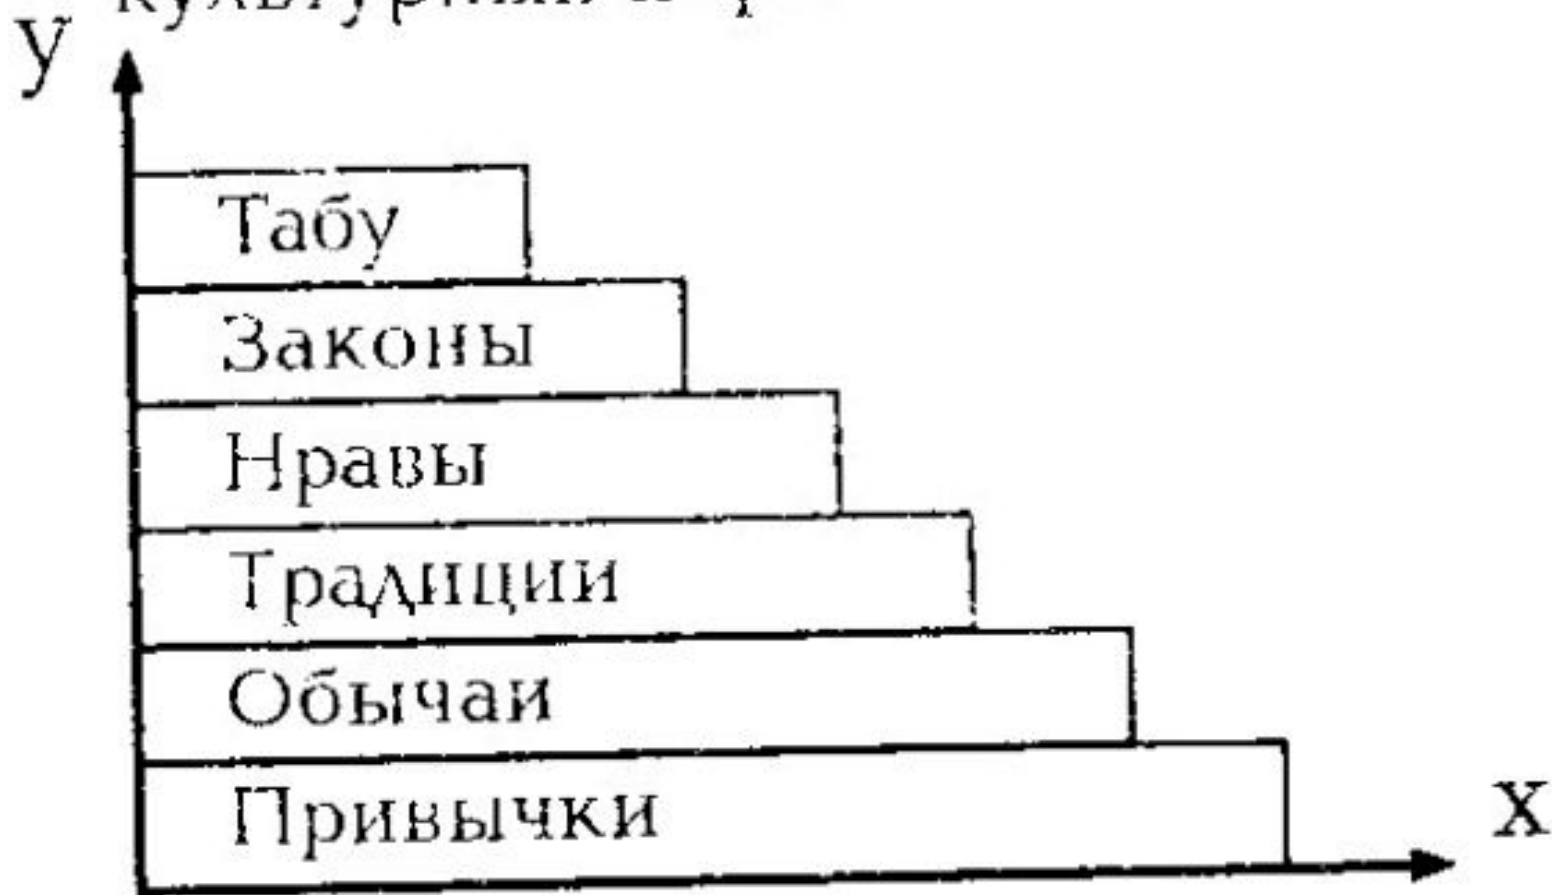 y
Табу
Законы
Нравы
Традиции
Обычаи
Привычки
x